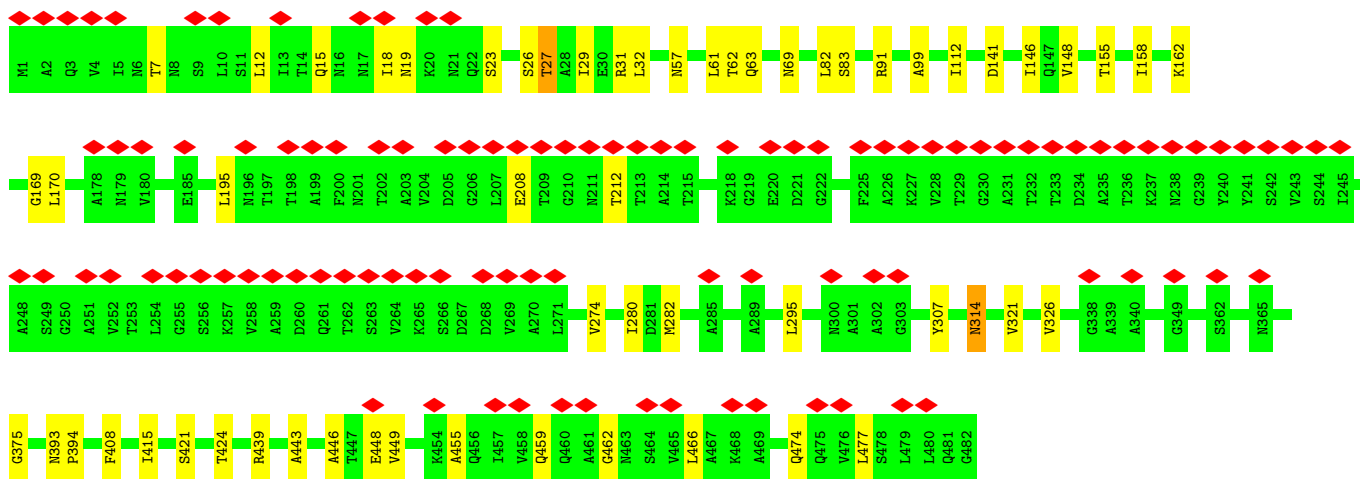 M1 A2 Q3 V4 I5 N6 T7 N8 S9 L10 S11 L12 I13 T14 Q15 N16 N17 I18 N19 K20 N21 Q22 S23 S26 T27 A28 I29 E30 R31 L32 N57 L61 T62 Q63 N69 L82 S83 R91 A99 I112 D141 I146 Q147 V148 T155 I158 K162
G169 L170 A178 N179 V180 E185 L195 N196 T197 T198 A199 F200 N201 T202 A203 V204 D205 G206 L207 E208 T209 G210 N211 T212 T213 A214 T215 K218 G219 E220 D221 G222 F225 A226 K227 V228 T229 G230 A231 T232 T233 D234 A235 T236 K237 N238 G239 Y240 Y241 S242 V243 S244 I245
A248 S249 G250 A251 V252 T253 L254 G255 S256 K257 V258 A259 D260 Q261 T262 S263 V264 K265 S266 D267 D268 V269 A270 L271 V274 I280 D281 M282 A285 A289 L295 N300 A301 A302 G303 Y307 N314 V321 V326 G338 A339 A340 G349 S362 N365
G375 N393 P394 F408 I415 S421 T424 R439 A443 A446 T447 E448 V449 K454 A455 Q456 I457 V458 Q459 Q460 A461 G462 N463 S464 V465 L466 A467 K468 A469 Q474 Q475 V476 L477 S478 L479 L480 Q481 G482